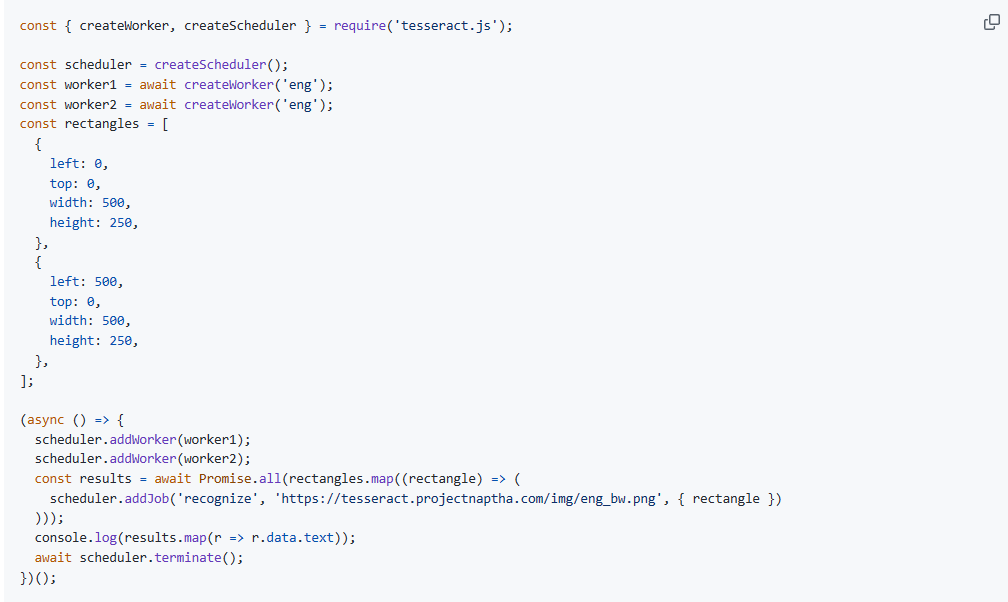 const { createWorker, createScheduler } = require('tesseract.js');

const scheduler = createScheduler();
const worker1 = await createWorker('eng');
const worker2 = await createWorker('eng');
const rectangles = [
  {
    left: 0,
    top: 0,
    width: 500,
    height: 250,
  },
  {
    left: 500,
    top: 0,
    width: 500,
    height: 250,
  },
];

(async () => {
  scheduler.addWorker(worker1);
  scheduler.addWorker(worker2);
  const results = await Promise.all(rectangles.map((rectangle) => (
    scheduler.addJob('recognize', 'https://tesseract.projectnaptha.com/img/eng_bw.png', { rectangle })
  )));
  console.log(results.map(r => r.data.text));
  await scheduler.terminate();
})();